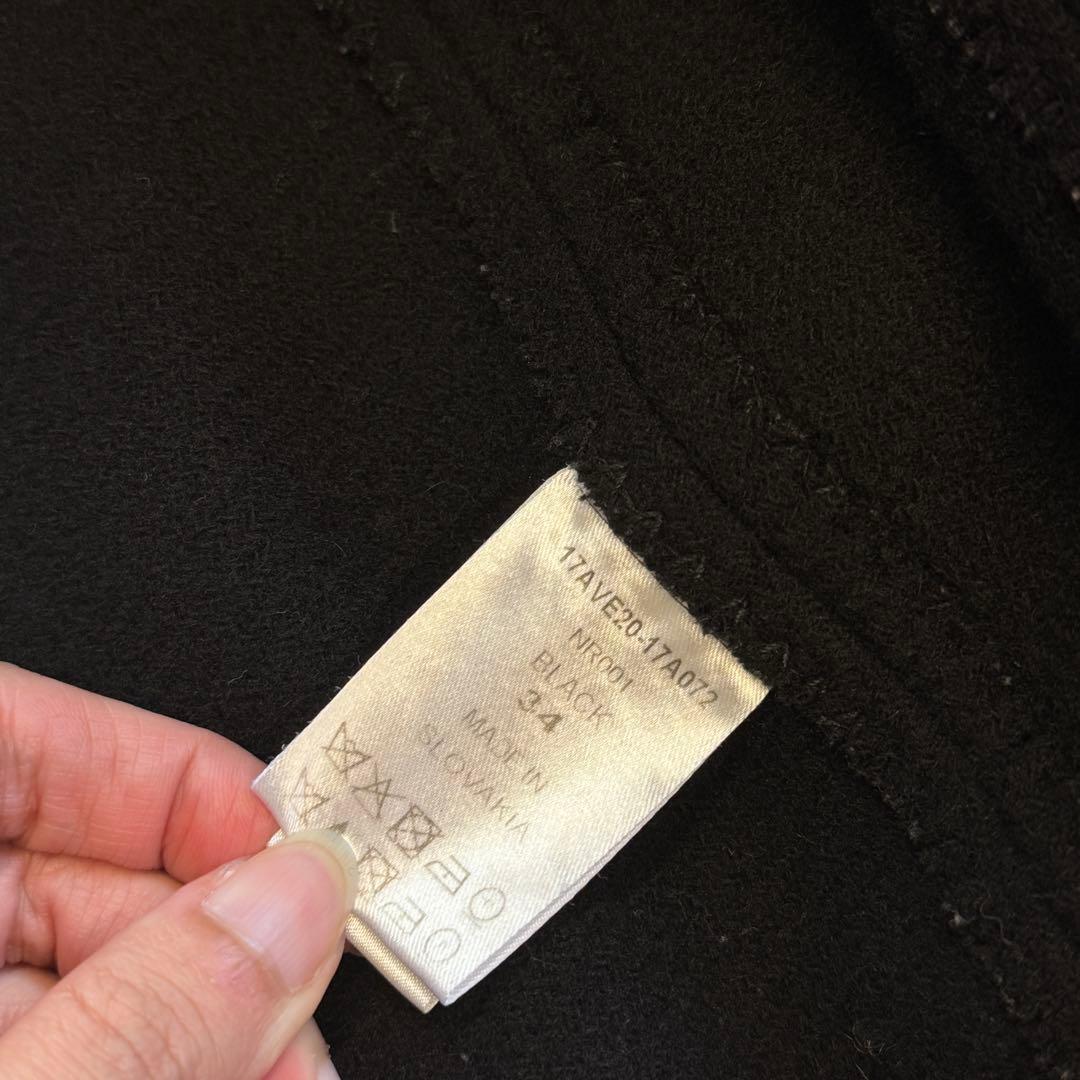 17AVE20-17A072
NR001
BLACK
34
MADE IN
SLOVAKIA